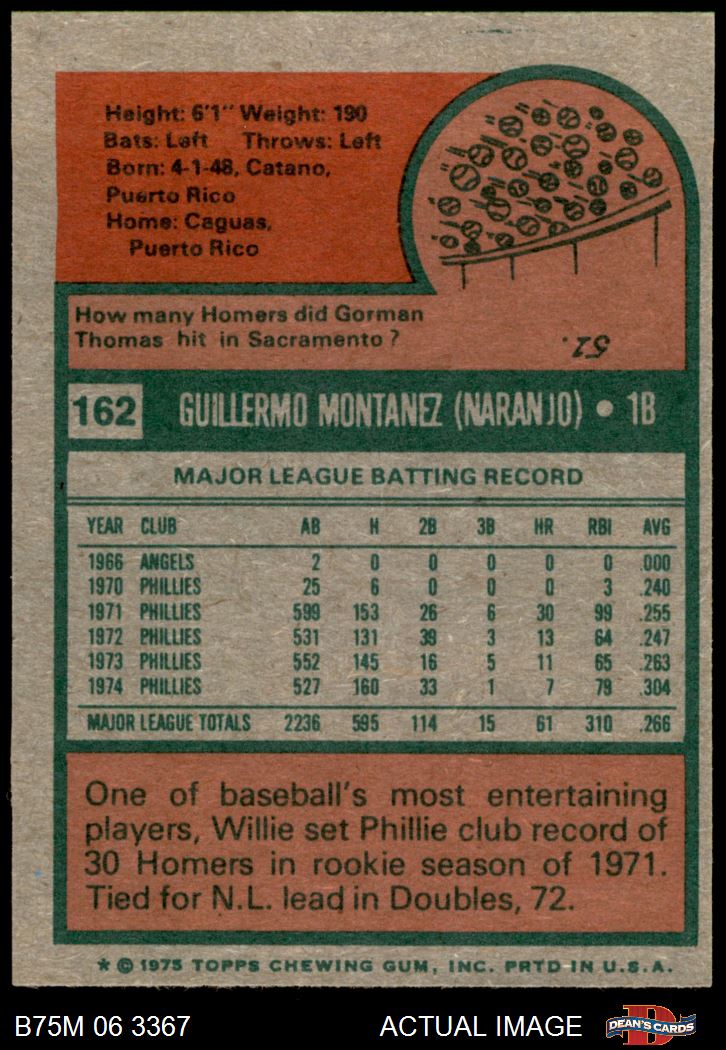 Height: 6'1" Weight: 190
Bats: Left Throws: Left
Born: 4-1-48, Catano,
Puerto Rico
Home: Caguas,
Puerto Rico
How many Homers did Gorman
Thomas hit in Sacramento?
51.
162 GUILLERMO MONTANEZ (NARANJO) • 1B
MAJOR LEAGUE BATTING RECORD
YEAR CLUB AB H 2B 3B HR RBI AVG
1966 ANGELS 2 0 0 0 0 0 .000
1970 PHILLIES 25 6 0 0 0 3 .240
1971 PHILLIES 599 153 26 6 30 99 .255
1972 PHILLIES 531 131 39 3 13 64 .247
1973 PHILLIES 552 145 16 5 11 65 .263
1974 PHILLIES 527 160 33 1 7 79 .304
MAJOR LEAGUE TOTALS 2236 595 114 15 61 310 .266
One of baseball's most entertaining
players, Willie set Phillie club record of
30 Homers in rookie season of 1971.
Tied for N.L. lead in Doubles, 72.
* © 1975 TOPPS CHEWING GUM, INC. PRTD IN U.S.A.
B75M 06 3367 ACTUAL IMAGE DEAN'S CARDS